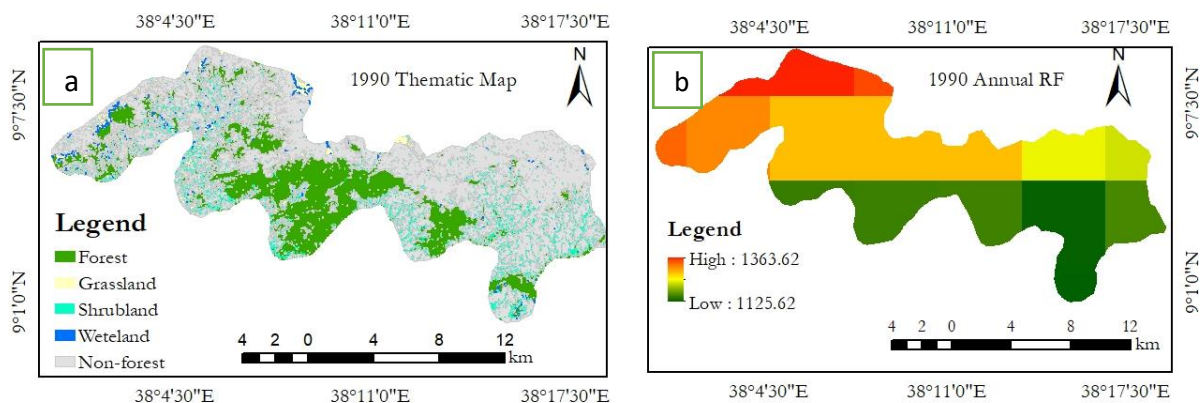 38°4'30"E 38°11'0"E 38°17'30"E
a
1990 Thematic Map
N
9°7'30"N
9°1'0"N
Legend
Forest
Grassland
Shrubland
Weteland
Non-forest
4 2 0 4 8 12
km
38°4'30"E 38°11'0"E 38°17'30"E
38°4'30"E 38°11'0"E 38°17'30"E
b
1990 Annual RF
N
9°7'30"N
9°1'0"N
Legend
High : 1363.62
Low : 1125.62
4 2 0 4 8 12
km
38°4'30"E 38°11'0"E 38°17'30"E